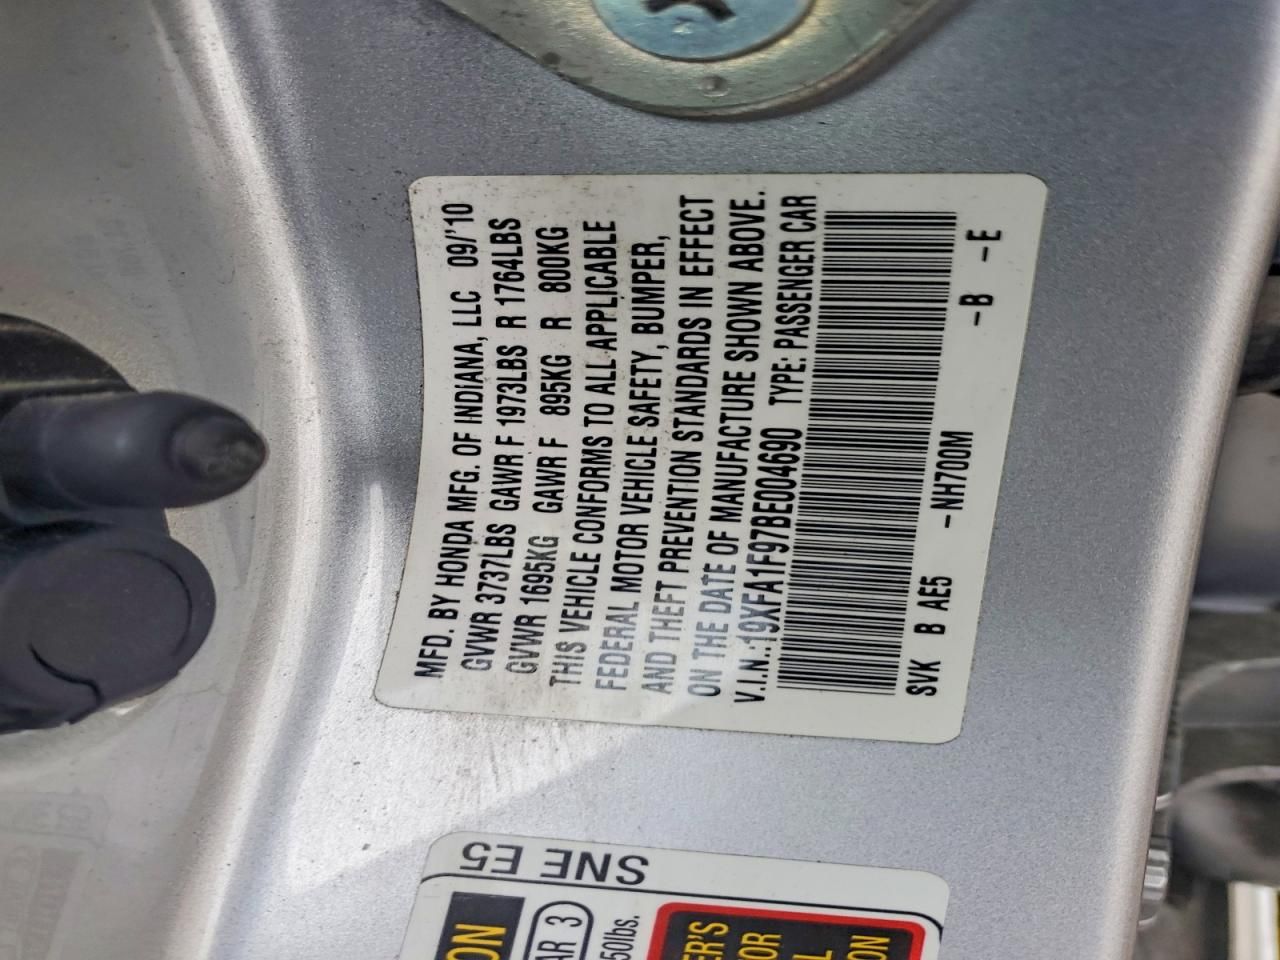 MFD. BY HONDA MFG. OF INDIANA, LLC 09/'10
GVWR 3737LBS GAWR F 1973LBS R 1764LBS
GVWR 1695KG GAWR F 895KG R 800KG
THIS VEHICLE CONFORMS TO ALL APPLICABLE
FEDERAL MOTOR VEHICLE SAFETY, BUMPER,
AND THEFT PREVENTION STANDARDS IN EFFECT
ON THE DATE OF MANUFACTURE SHOWN ABOVE.
V.I.N.:19XFA1F97BE004690 TYPE: PASSENGER CAR
SVK B AE5 -NH700M -B -E
SNE E5